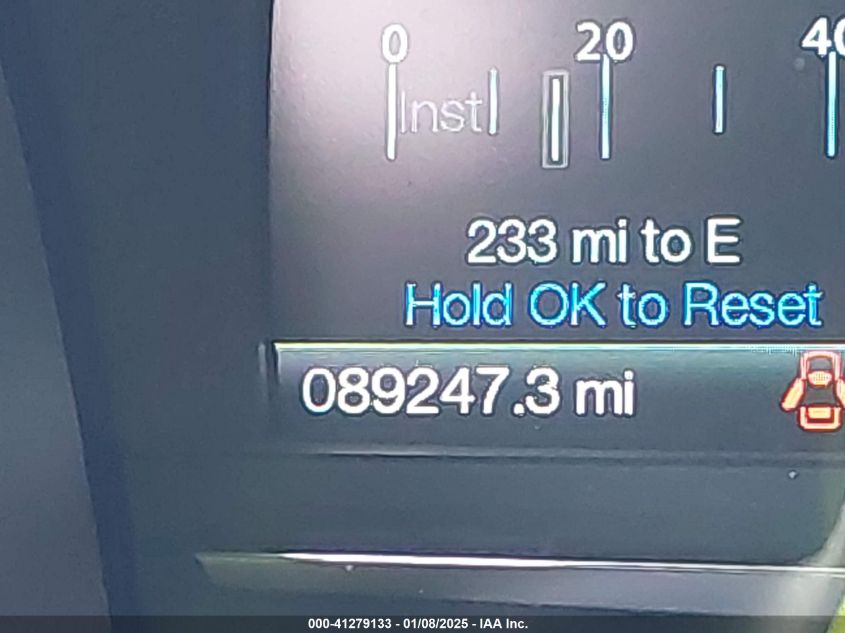 0 20 40
Inst
233 mi to E
Hold OK to Reset
089247.3 mi
000-41279133 - 01/08/2025 - IAA Inc.